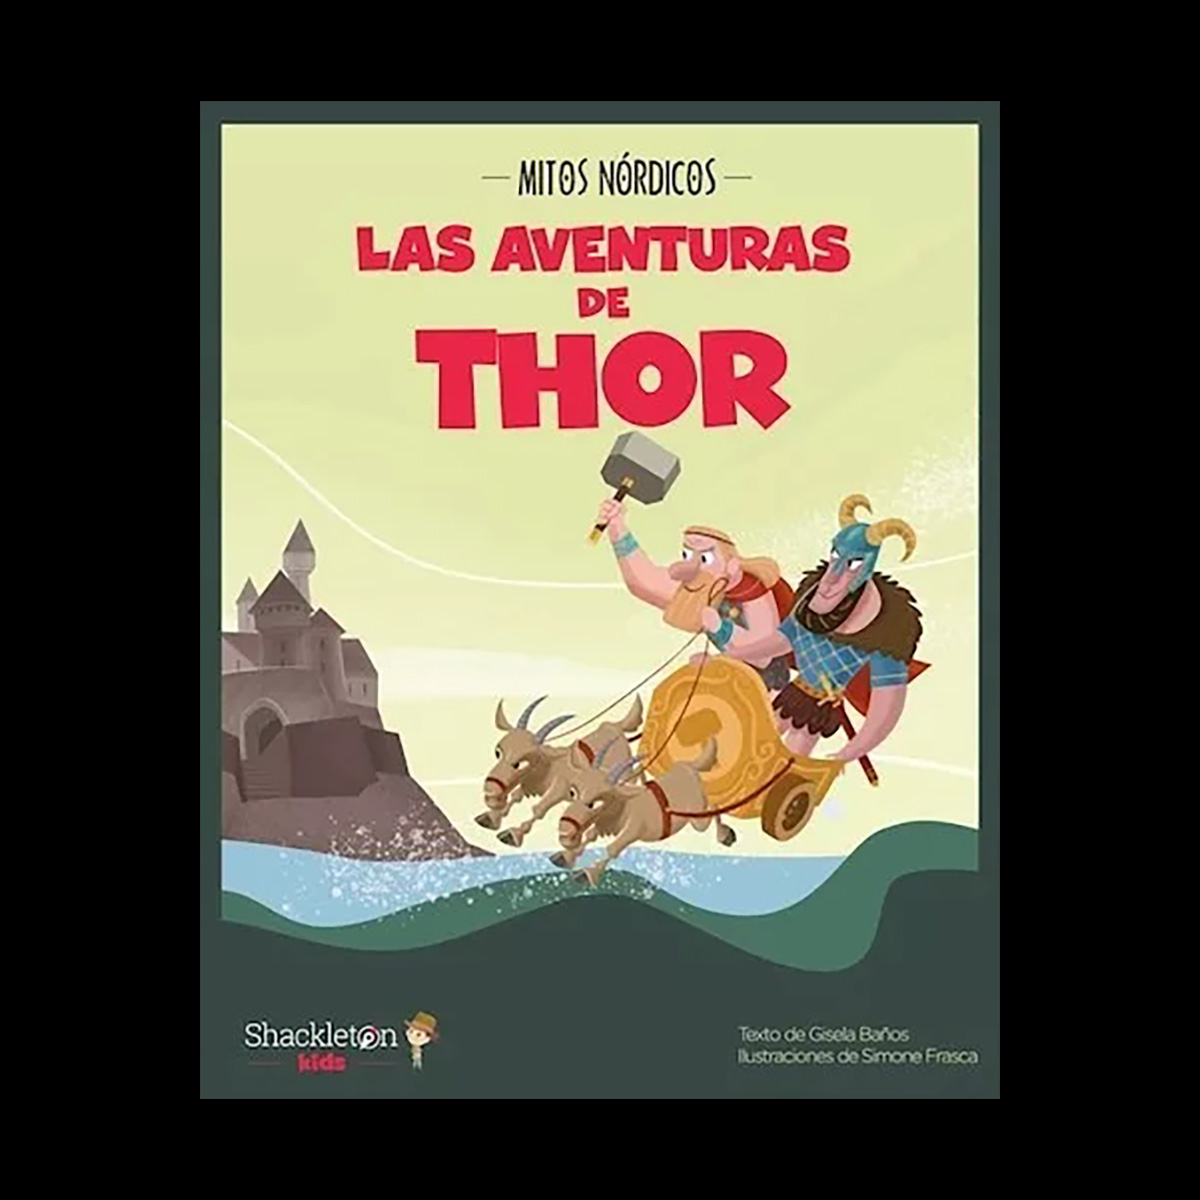 MITOS NÓRDICOS
LAS AVENTURAS
DE
THOR
Shackleton
kids
Texto de Gisela Baños
Ilustraciones de Simone Frasca